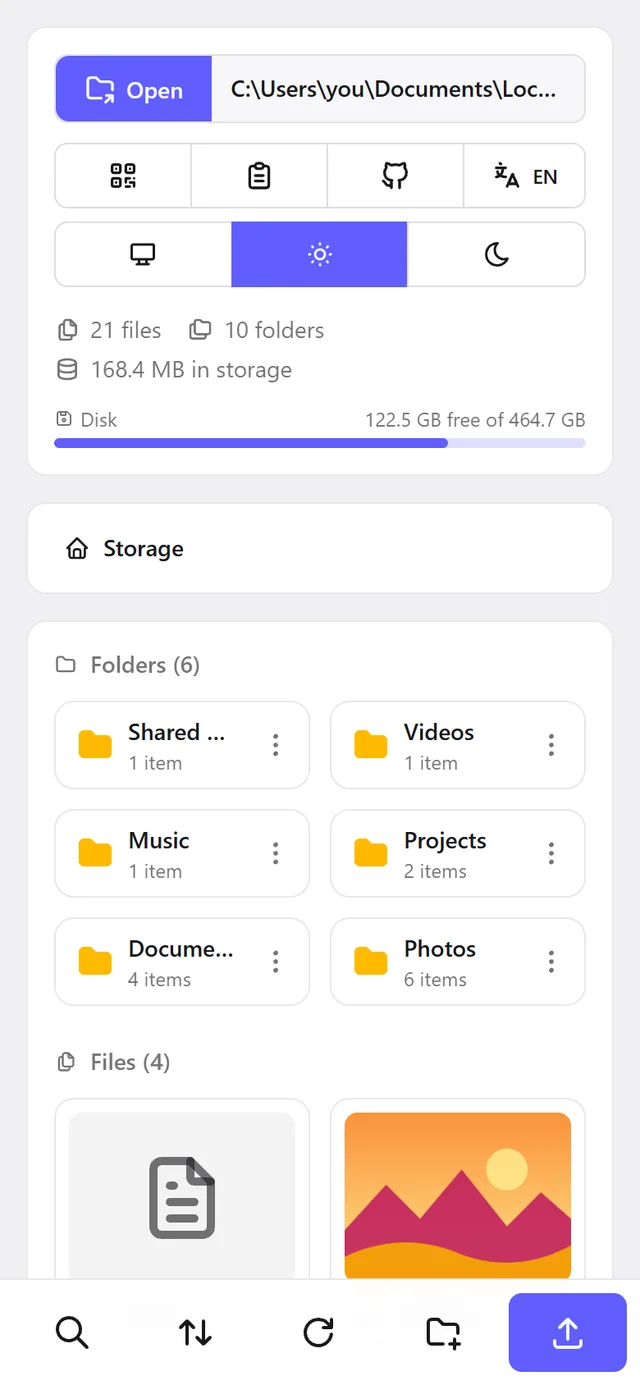 Open C:\Users\you\Documents\Loc...
EN
21 files 10 folders
168.4 MB in storage
Disk 122.5 GB free of 464.7 GB
Storage
Folders (6)
Shared ...
1 item
Videos
1 item
Music
1 item
Projects
2 items
Docume...
4 items
Photos
6 items
Files (4)